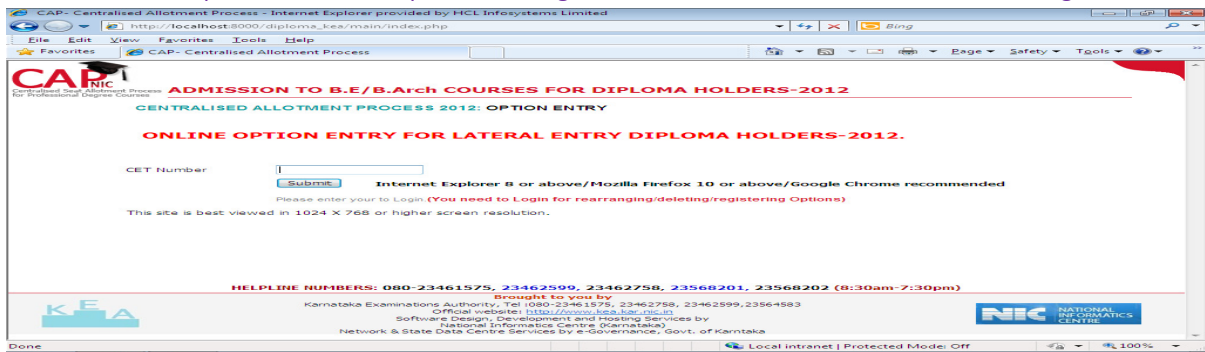 CAP- Centralised Allotment Process - Internet Explorer provided by HCL Infosystems Limited
http://localhost:8000/diploma_kea/main/index.php
Bing
File Edit View Favorites Tools Help
Favorites CAP- Centralised Allotment Process Page Safety Tools
CAP NIC
Centralised Seat Allotment Process
for Professional Degree Courses
ADMISSION TO B.E/B.Arch COURSES FOR DIPLOMA HOLDERS-2012
CENTRALISED ALLOTMENT PROCESS 2012: OPTION ENTRY
ONLINE OPTION ENTRY FOR LATERAL ENTRY DIPLOMA HOLDERS-2012.
CET Number
Submit Internet Explorer 8 or above/Mozilla Firefox 10 or above/Google Chrome recommended
Please enter your to Login.(You need to Login for rearranging/deleting/registering Options)
This site is best viewed in 1024 X 768 or higher screen resolution.
HELPLINE NUMBERS: 080-23461575, 23462599, 23462758, 23568201, 23568202 (8:30am-7:30pm)
Brought to you by
Karnataka Examinations Authority, Tel :080-23461575, 23462758, 23462599,23564583
Official website: http://www.kea.kar.nic.in
Software Design, Development and Hosting Services by
National Informatics Centre (Karnataka)
Network & State Data Centre Services by e-Governance, Govt. of Karntaka
KEA
NIC NATIONAL INFORMATICS CENTRE
Done Local intranet | Protected Mode: Off 100%